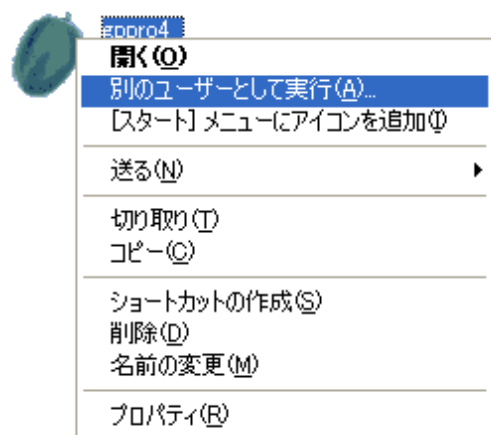 gppro4
開く(O)
別のユーザーとして実行(A)...
[スタート] メニューにアイコンを追加(I)
送る(N)
切り取り(T)
コピー(C)
ショートカットの作成(S)
削除(D)
名前の変更(M)
プロパティ(R)